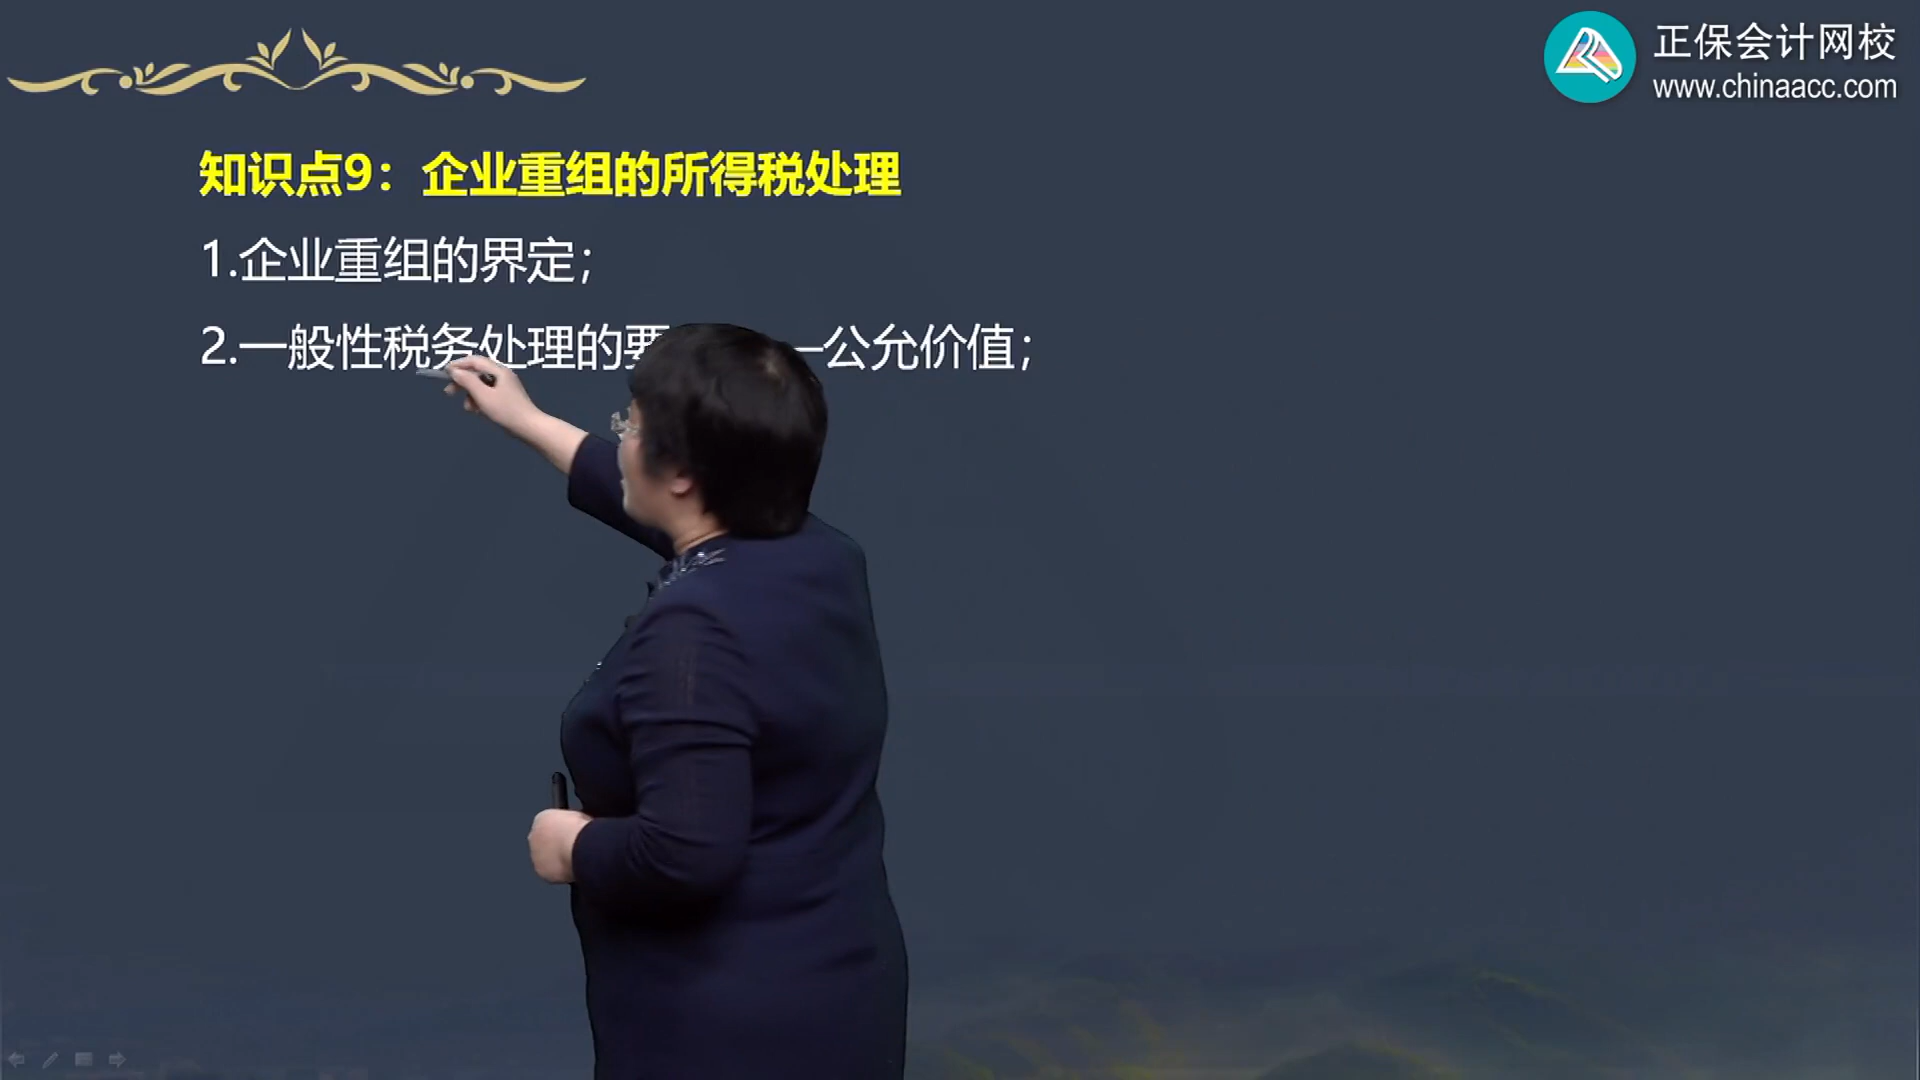 正保会计网校
www.chinaacc.com
知识点9：企业重组的所得税处理
1.企业重组的界定；
2.一般性税务处理的要 —公允价值；